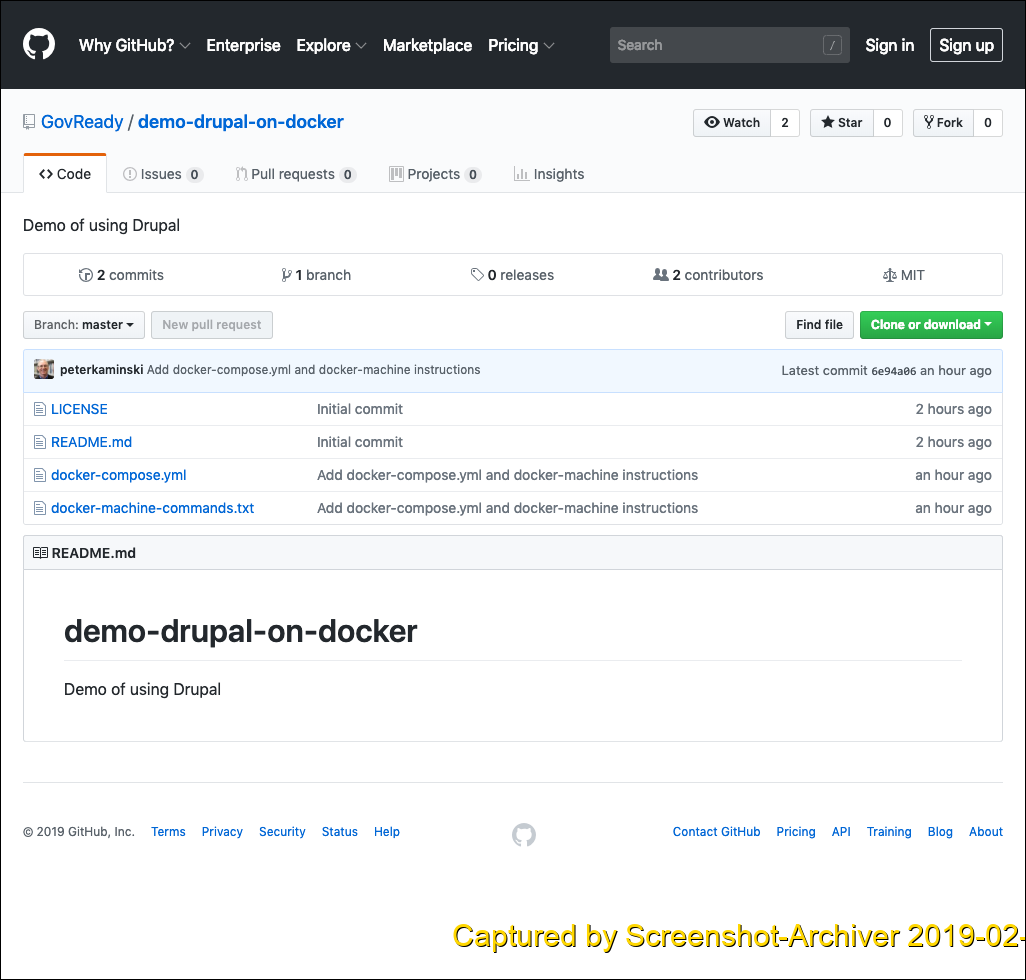 Why GitHub? Enterprise Explore Marketplace Pricing Search / Sign in Sign up
GovReady / demo-drupal-on-docker Watch 2 Star 0 Fork 0
Code Issues 0 Pull requests 0 Projects 0 Insights
Demo of using Drupal
2 commits 1 branch 0 releases 2 contributors MIT
Branch: master New pull request Find file Clone or download
peterkaminski Add docker-compose.yml and docker-machine instructions Latest commit 6e94a06 an hour ago
LICENSE Initial commit 2 hours ago
README.md Initial commit 2 hours ago
docker-compose.yml Add docker-compose.yml and docker-machine instructions an hour ago
docker-machine-commands.txt Add docker-compose.yml and docker-machine instructions an hour ago
README.md
demo-drupal-on-docker
Demo of using Drupal
© 2019 GitHub, Inc. Terms Privacy Security Status Help Contact GitHub Pricing API Training Blog About
Captured by Screenshot-Archiver 2019-02-